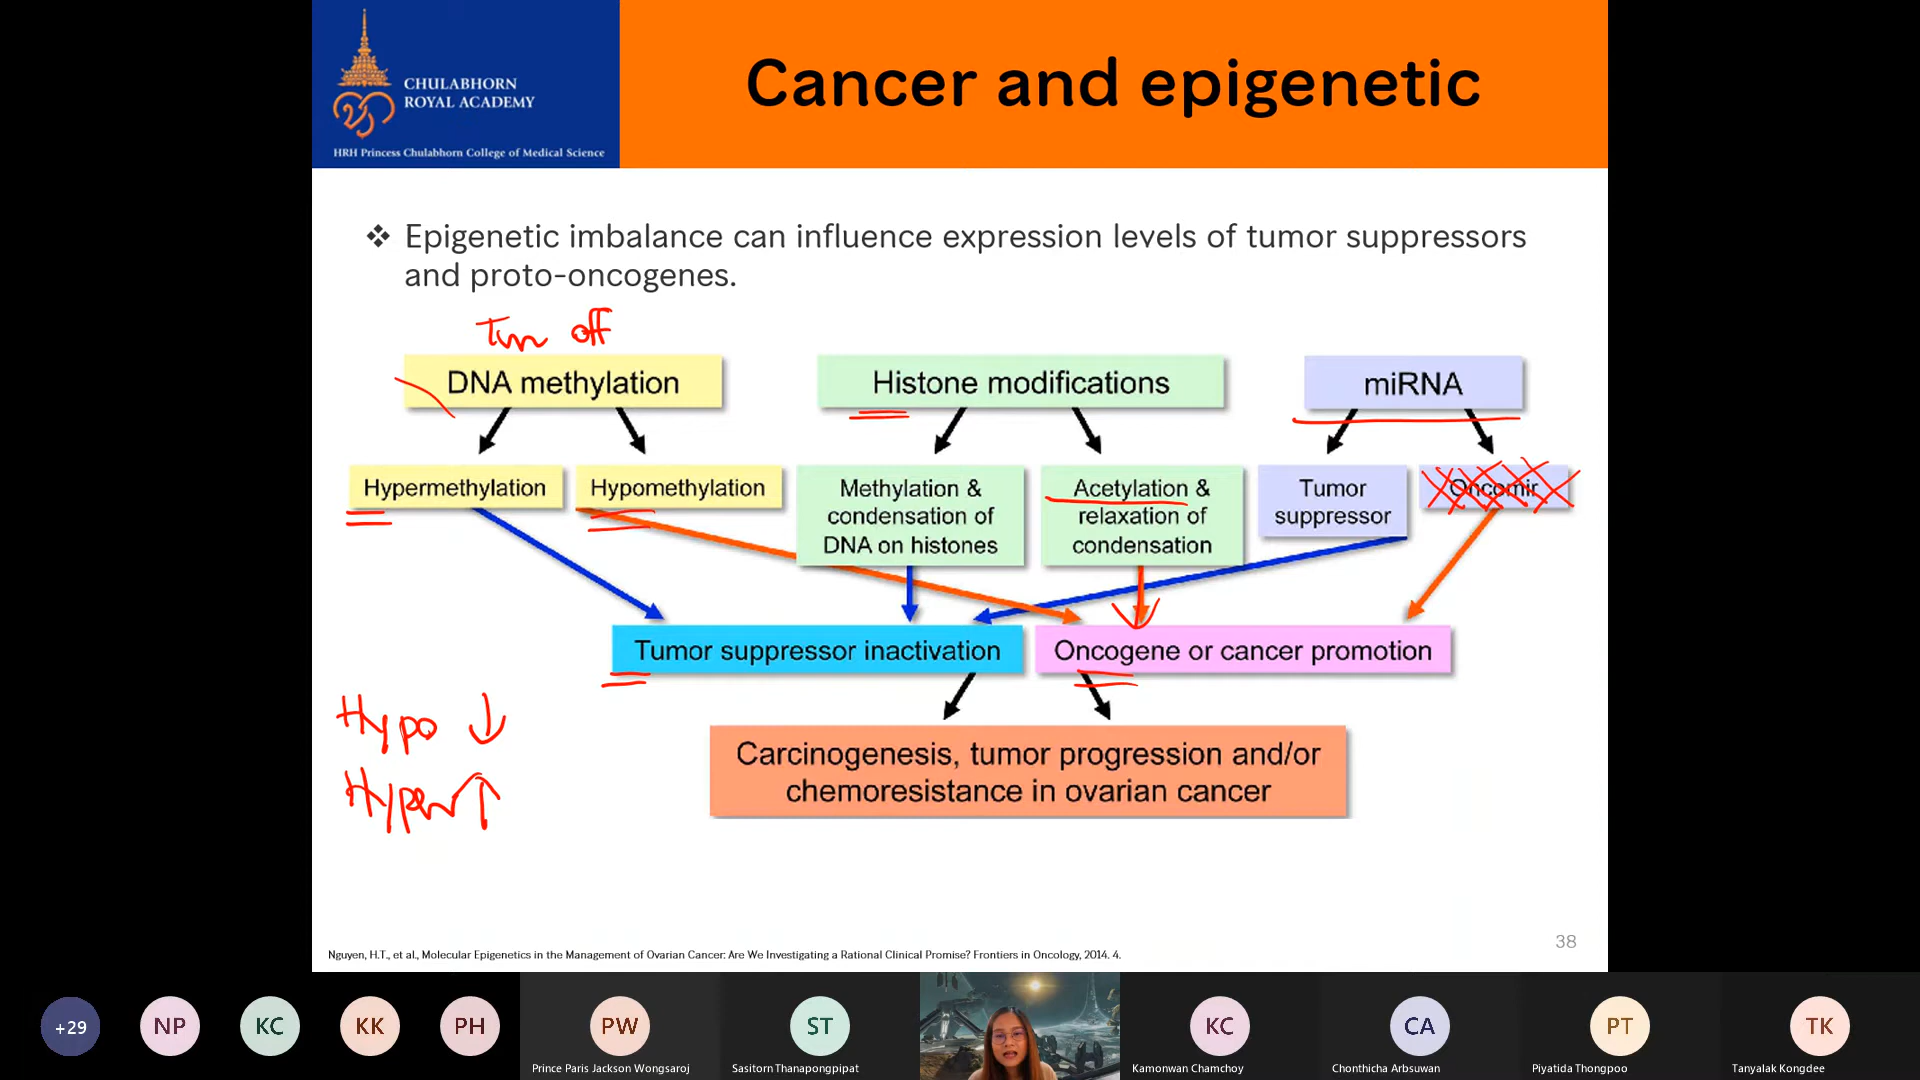 CHULABHORN
ROYAL ACADEMY
HRH Princess Chulabhorn College of Medical Science
Cancer and epigenetic
Epigenetic imbalance can influence expression levels of tumor suppressors
and proto-oncogenes.
Turn off
DNA methylation
Histone modifications
miRNA
Hypermethylation
Hypomethylation
Methylation &
condensation of
DNA on histones
Acetylation &
relaxation of
condensation
Tumor
suppressor
Oncomir
Tumor suppressor inactivation
Oncogene or cancer promotion
Hypo ↓
Hyper ↑
Carcinogenesis, tumor progression and/or
chemoresistance in ovarian cancer
38
Nguyen, H.T., et al., Molecular Epigenetics in the Management of Ovarian Cancer: Are We Investigating a Rational Clinical Promise? Frontiers in Oncology, 2014. 4.
+29
NP
KC
KK
PH
PW
Prince Paris Jackson Wongsaroj
ST
Sasitorn Thanapongpipat
KC
Kamonwan Chamchoy
CA
Chonthicha Arbsuwan
PT
Piyatida Thongpoo
TK
Tanyalak Kongdee